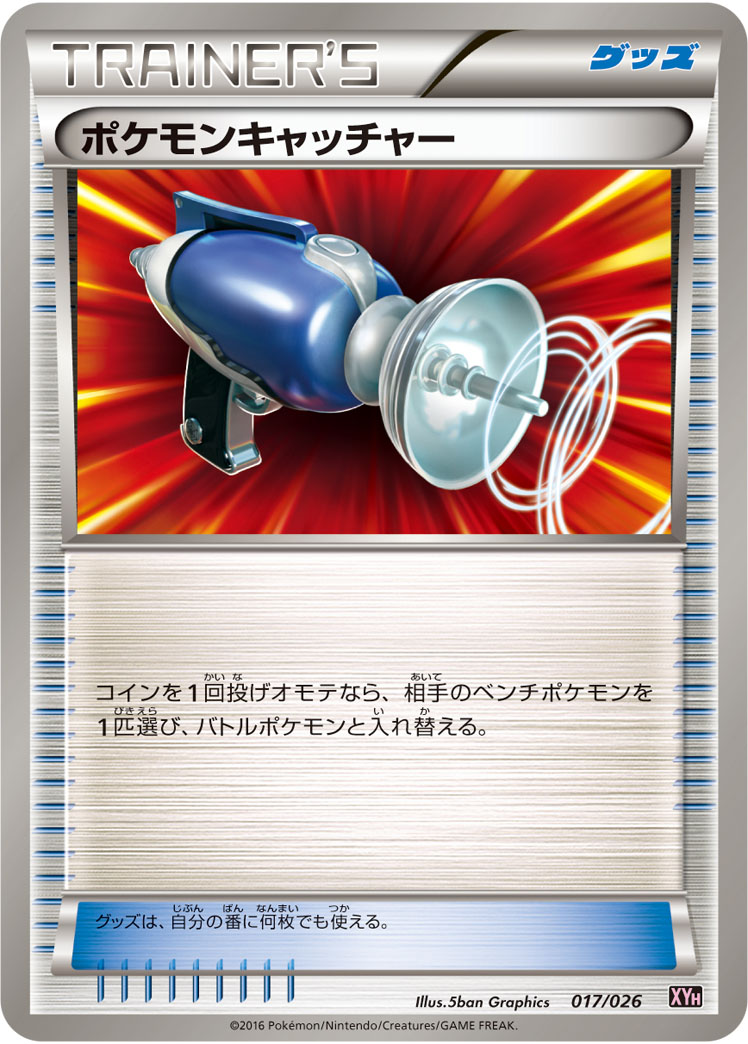 TRAINER'S
グッズ
ポケモンキャッチャー
コインを1回投げオモテなら、相手のベンチポケモンを
1匹選び、バトルポケモンと入れ替える。
グッズは、自分の番に何枚でも使える。
Illus.5ban Graphics 017/026 XYH
©2016 Pokémon/Nintendo/Creatures/GAME FREAK.